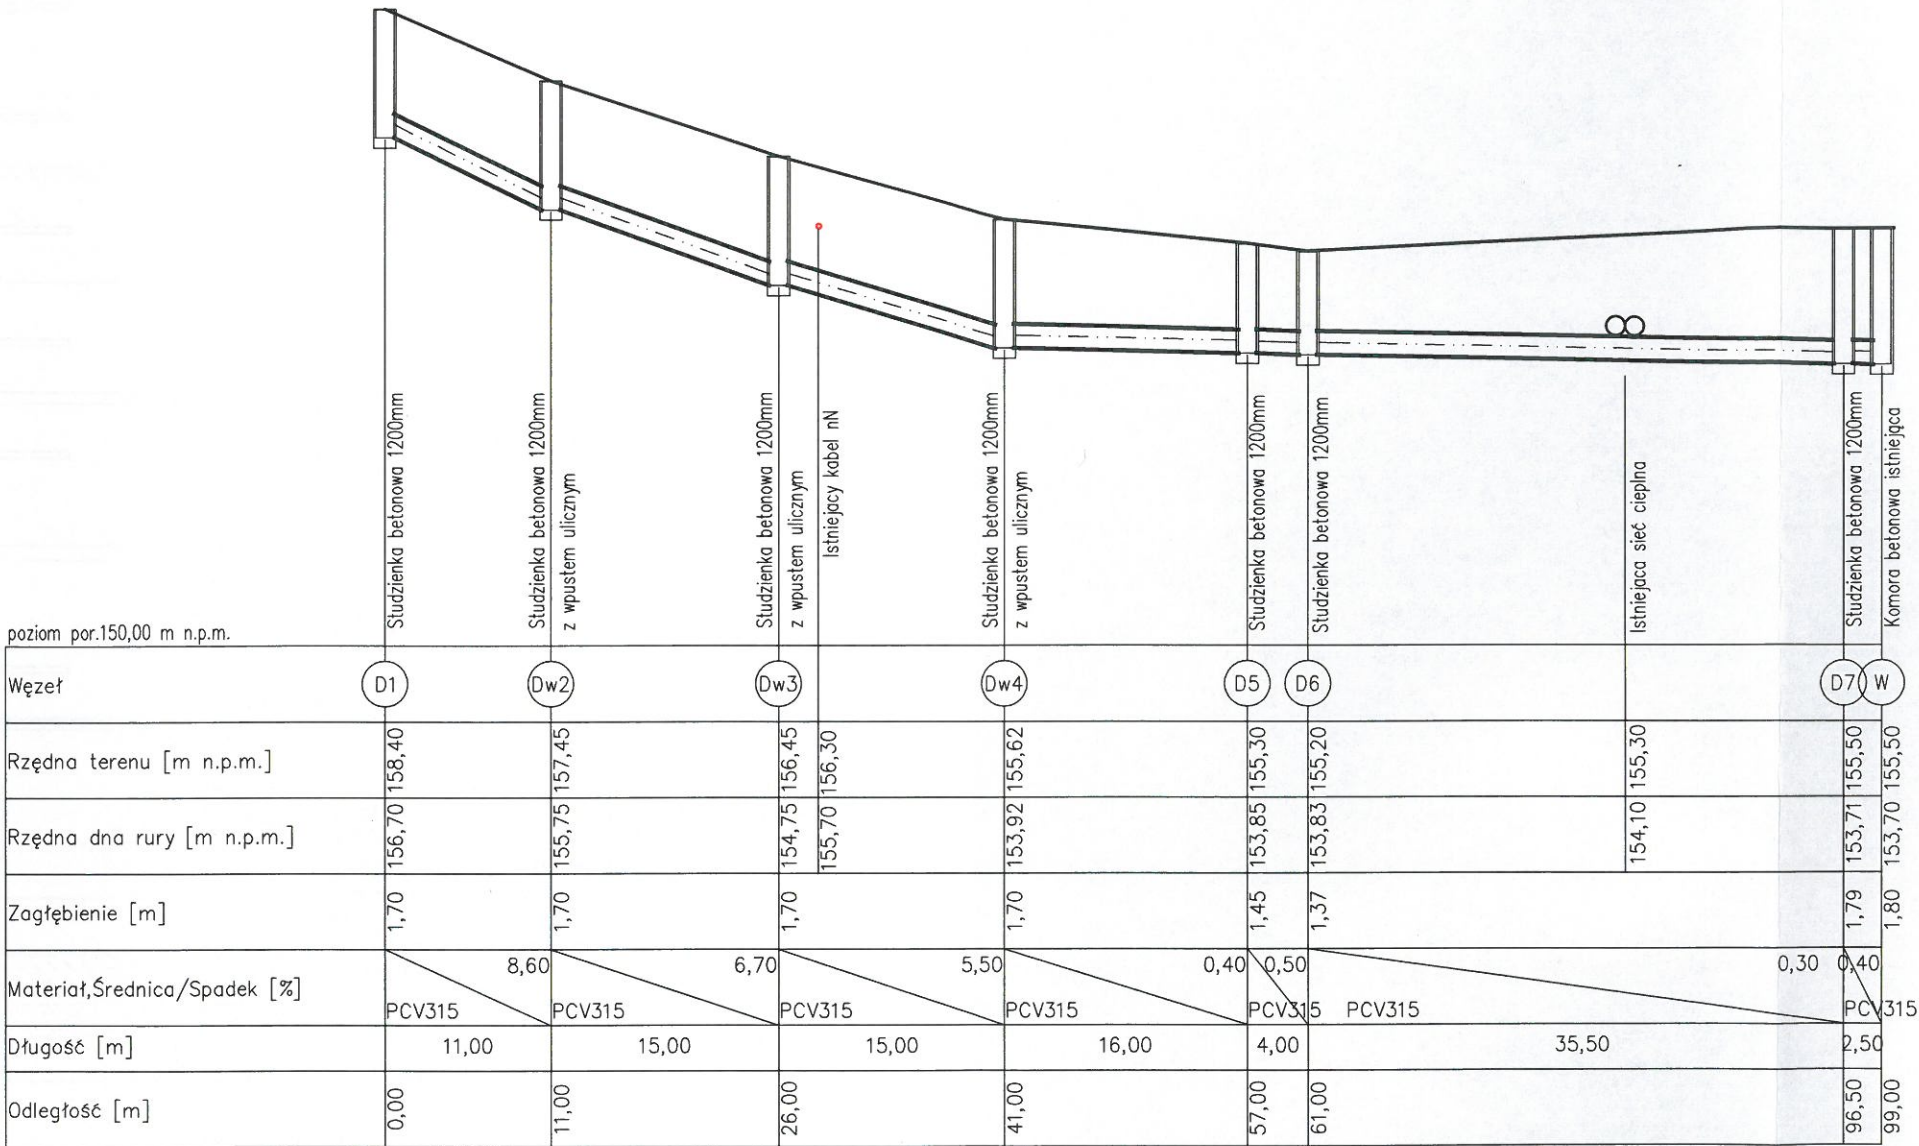 Studzienka betonowa 1200mm
Studzienka betonowa 1200mm
z wpustem ulicznym
Studzienka betonowa 1200mm
z wpustem ulicznym
Istniejacy kabel nN
Studzienka betonowa 1200mm
z wpustem ulicznym
Studzienka betonowa 1200mm
Studzienka betonowa 1200mm
Istniejaca sieć cieplna
Studzienka betonowa 1200mm
Komora betonowa istniejąca
poziom por.150,00 m n.p.m.
Węzeł D1 Dw2 Dw3 Dw4 D5 D6 D7 W
Rzędna terenu [m n.p.m.] 158,40 157,45 156,45 156,30 155,62 155,30 155,20 155,30 155,50 155,50
Rzędna dna rury [m n.p.m.] 156,70 155,75 154,75 155,70 153,92 153,85 153,83 154,10 153,71 153,70
Zagłębienie [m] 1,70 1,70 1,70 1,70 1,45 1,37 1,79 1,80
8,60 6,70 5,50 0,40 0,50 0,30 0,40
Materiał,Średnica/Spadek [%]
PCV315 PCV315 PCV315 PCV315 PCV315 PCV315 PCV315
Długość [m] 11,00 15,00 15,00 16,00 4,00 35,50 2,50
Odległość [m] 0,00 11,00 26,00 41,00 57,00 61,00 96,50 99,00